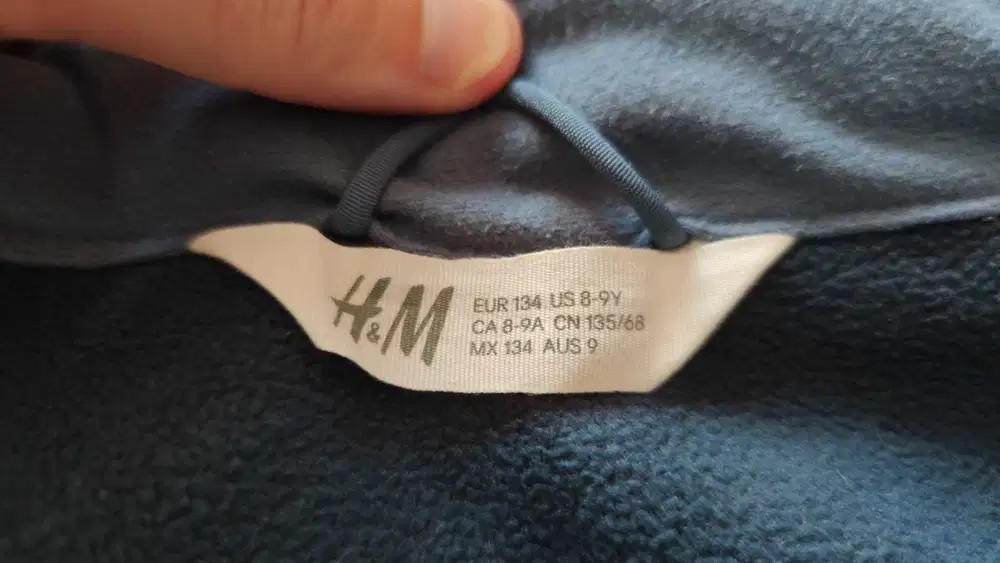 H&M
EUR 134 US 8-9Y
CA 8-9A CN 135/68
MX 134 AUS 9